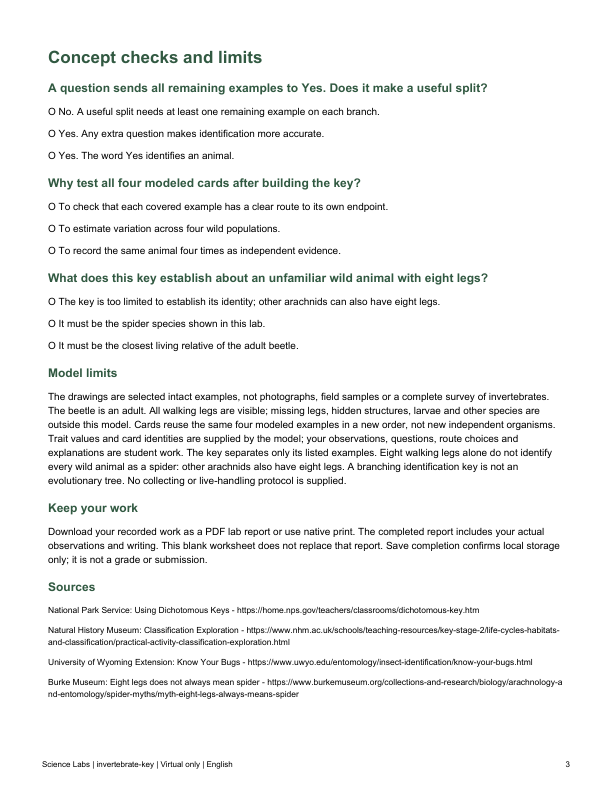 Concept checks and limits
A question sends all remaining examples to Yes. Does it make a useful split?
O No. A useful split needs at least one remaining example on each branch.
O Yes. Any extra question makes identification more accurate.
O Yes. The word Yes identifies an animal.
Why test all four modeled cards after building the key?
O To check that each covered example has a clear route to its own endpoint.
O To estimate variation across four wild populations.
O To record the same animal four times as independent evidence.
What does this key establish about an unfamiliar wild animal with eight legs?
O The key is too limited to establish its identity; other arachnids can also have eight legs.
O It must be the spider species shown in this lab.
O It must be the closest living relative of the adult beetle.
Model limits
The drawings are selected intact examples, not photographs, field samples or a complete survey of invertebrates.
The beetle is an adult. All walking legs are visible; missing legs, hidden structures, larvae and other species are
outside this model. Cards reuse the same four modeled examples in a new order, not new independent organisms.
Trait values and card identities are supplied by the model; your observations, questions, route choices and
explanations are student work. The key separates only its listed examples. Eight walking legs alone do not identify
every wild animal as a spider: other arachnids also have eight legs. A branching identification key is not an
evolutionary tree. No collecting or live-handling protocol is supplied.
Keep your work
Download your recorded work as a PDF lab report or use native print. The completed report includes your actual
observations and writing. This blank worksheet does not replace that report. Save completion confirms local storage
only; it is not a grade or submission.
Sources
National Park Service: Using Dichotomous Keys - https://home.nps.gov/teachers/classrooms/dichotomous-key.htm
Natural History Museum: Classification Exploration - https://www.nhm.ac.uk/schools/teaching-resources/key-stage-2/life-cycles-habitats-
and-classification/practical-activity-classification-exploration.html
University of Wyoming Extension: Know Your Bugs - https://www.uwyo.edu/entomology/insect-identification/know-your-bugs.html
Burke Museum: Eight legs does not always mean spider - https://www.burkemuseum.org/collections-and-research/biology/arachnology-a
nd-entomology/spider-myths/myth-eight-legs-always-means-spider
Science Labs | invertebrate-key | Virtual only | English
3